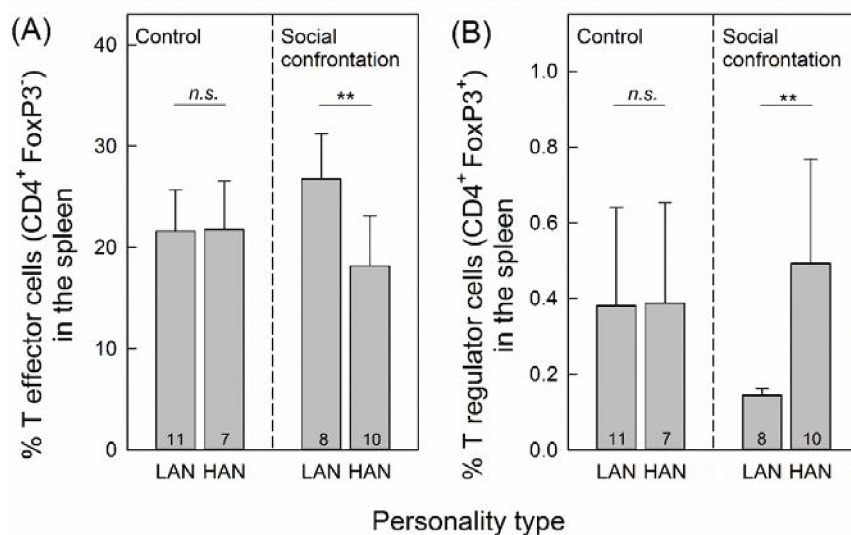 (A)
% T effector cells (CD4⁺ FoxP3⁻)
in the spleen
40
30
20
10
0
Control
Social
confrontation
n.s.
**
11
7
8
10
LAN HAN
LAN HAN
(B)
% T regulator cells (CD4⁺ FoxP3⁺)
in the spleen
1.0
0.8
0.6
0.4
0.2
0.0
Control
Social
confrontation
n.s.
**
11
7
8
10
LAN HAN
LAN HAN
Personality type